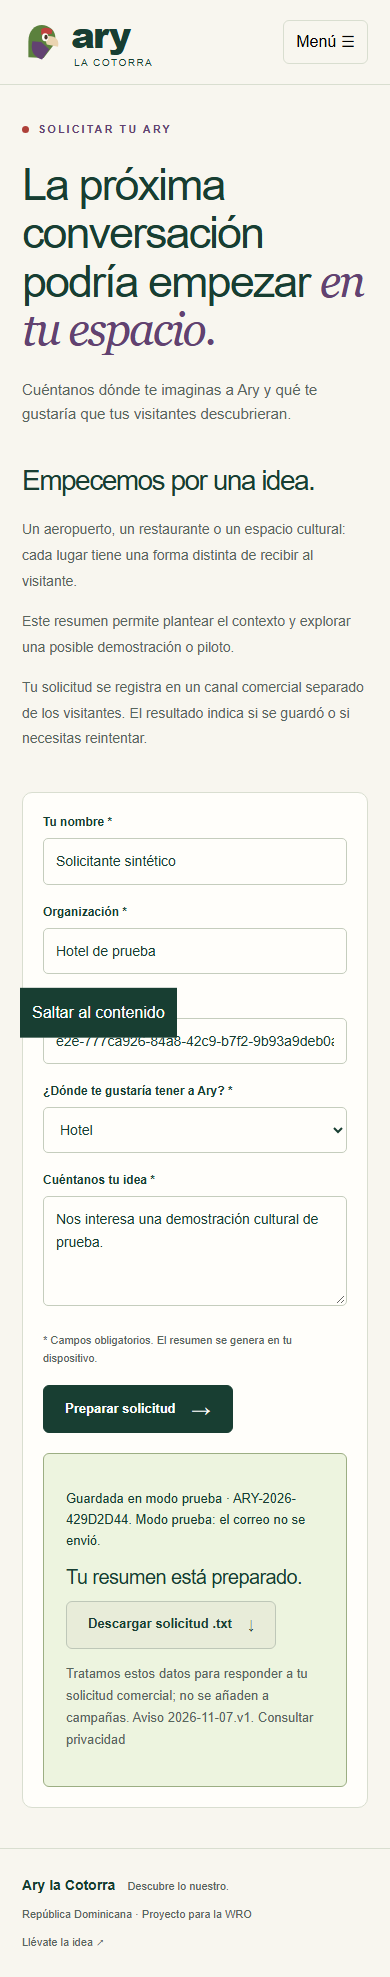 ary
LA COTORRA
Menú ☰
SOLICITAR TU ARY
La próxima
conversación
podría empezar en
tu espacio.
Cuéntanos dónde te imaginas a Ary y qué te
gustaría que tus visitantes descubrieran.
Empecemos por una idea.
Un aeropuerto, un restaurante o un espacio cultural:
cada lugar tiene una forma distinta de recibir al
visitante.
Este resumen permite plantear el contexto y explorar
una posible demostración o piloto.
Tu solicitud se registra en un canal comercial separado
de los visitantes. El resultado indica si se guardó o si
necesitas reintentar.
Tu nombre *
Solicitante sintético
Organización *
Hotel de prueba
Saltar al contenido
e2e-777ca926-84a8-42c9-b7f2-9b93a9deb0a
¿Dónde te gustaría tener a Ary? *
Hotel
Cuéntanos tu idea *
Nos interesa una demostración cultural de
prueba.
* Campos obligatorios. El resumen se genera en tu
dispositivo.
Preparar solicitud →
Guardada en modo prueba · ARY-2026-
429D2D44. Modo prueba: el correo no se
envió.
Tu resumen está preparado.
Descargar solicitud .txt ↓
Tratamos estos datos para responder a tu
solicitud comercial; no se añaden a
campañas. Aviso 2026-11-07.v1. Consultar
privacidad
Ary la Cotorra Descubre lo nuestro.
República Dominicana · Proyecto para la WRO
Llévate la idea ↗